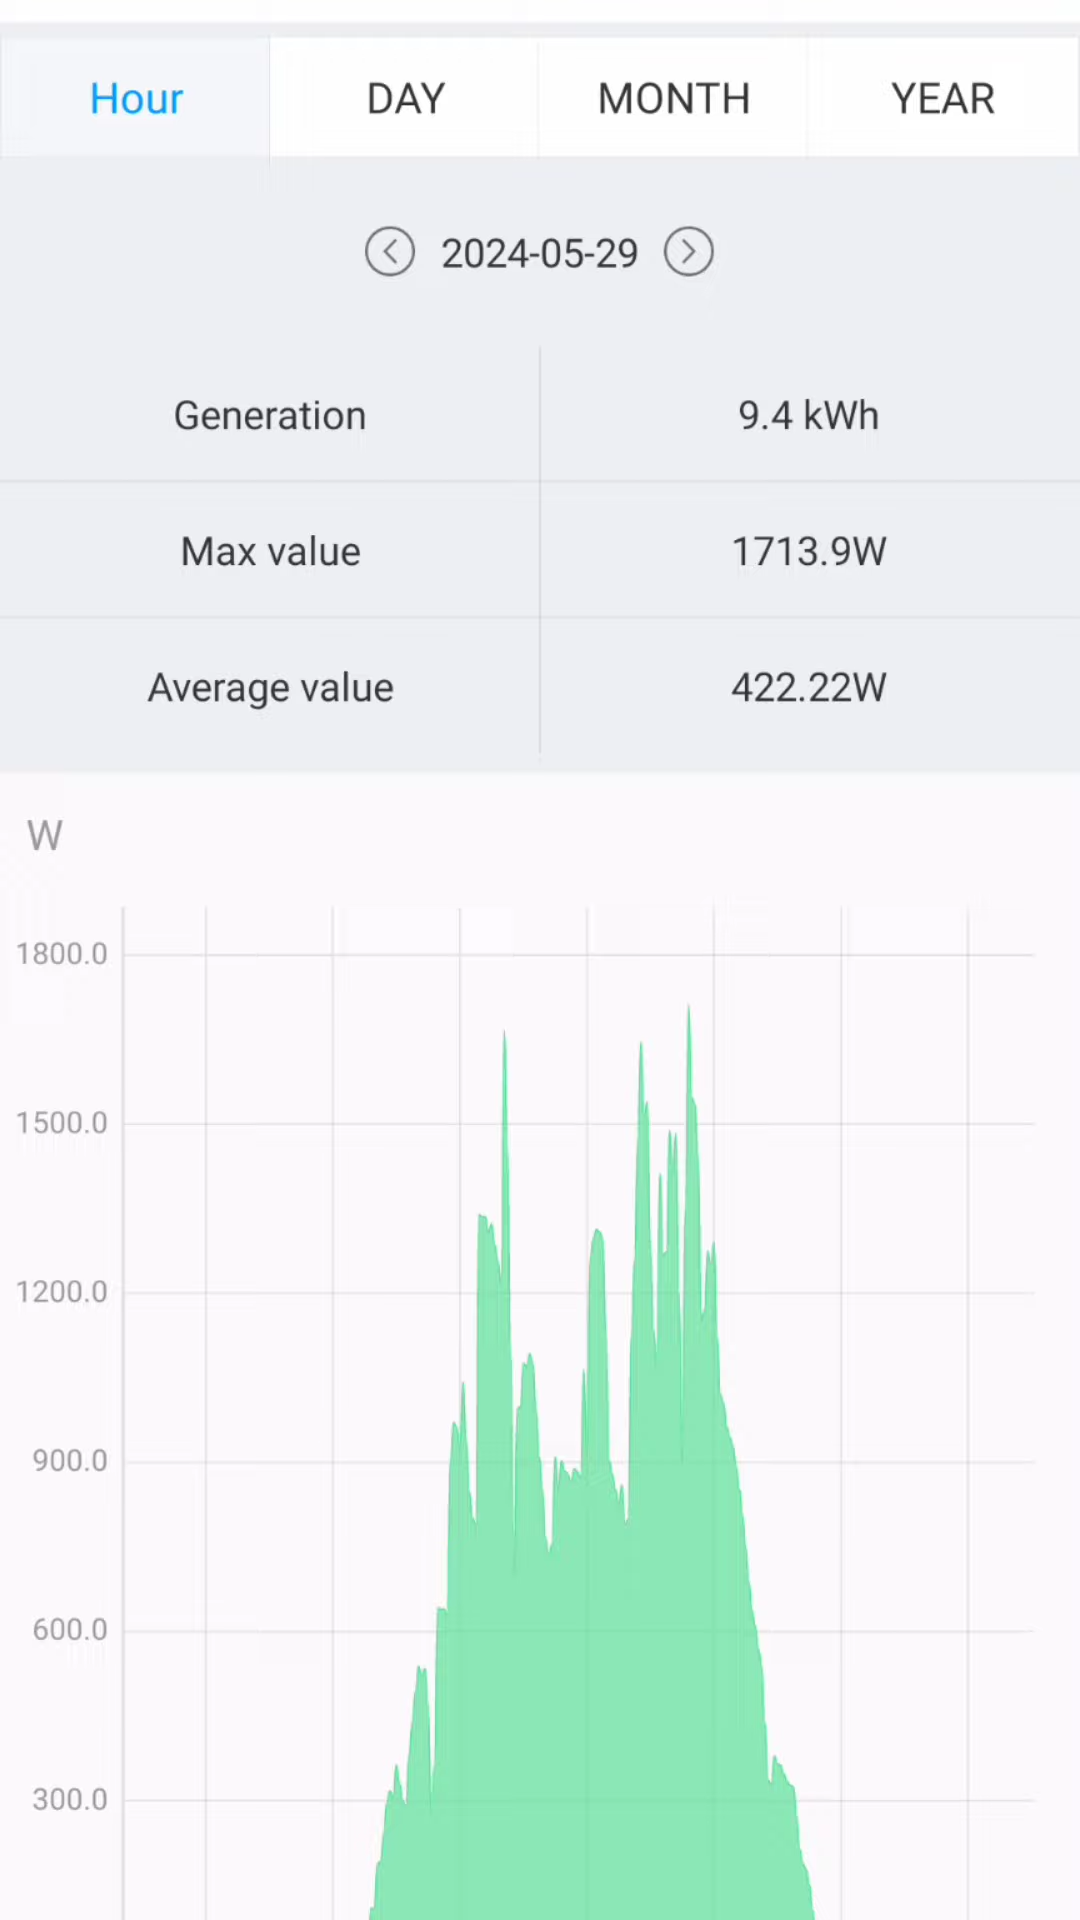 Hour DAY MONTH YEAR
2024-05-29
Generation 9.4 kWh
Max value 1713.9W
Average value 422.22W
W
1800.0
1500.0
1200.0
900.0
600.0
300.0